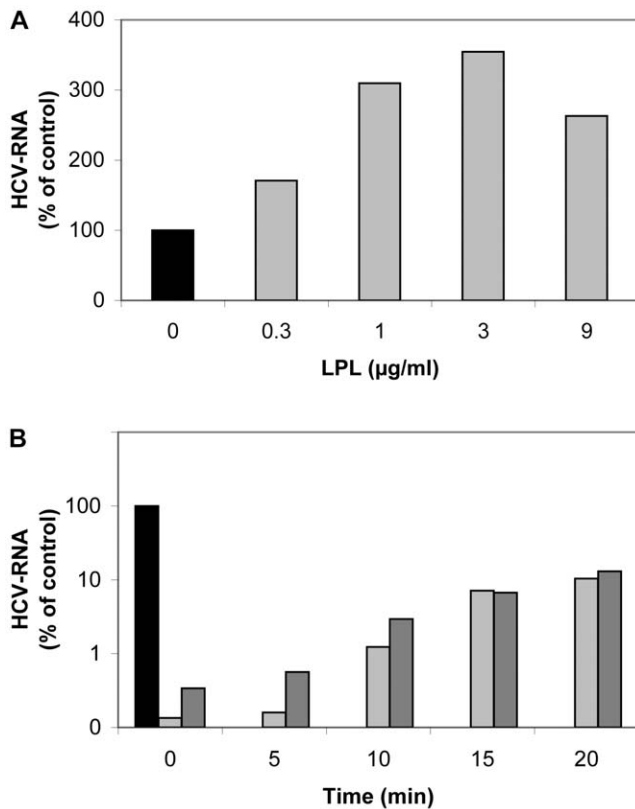 A
HCV-RNA
(% of control)
400
300
200
100
0
0 0.3 1 3 9
LPL (µg/ml)
B
HCV-RNA
(% of control)
100
10
1
0
0 5 10 15 20
Time (min)